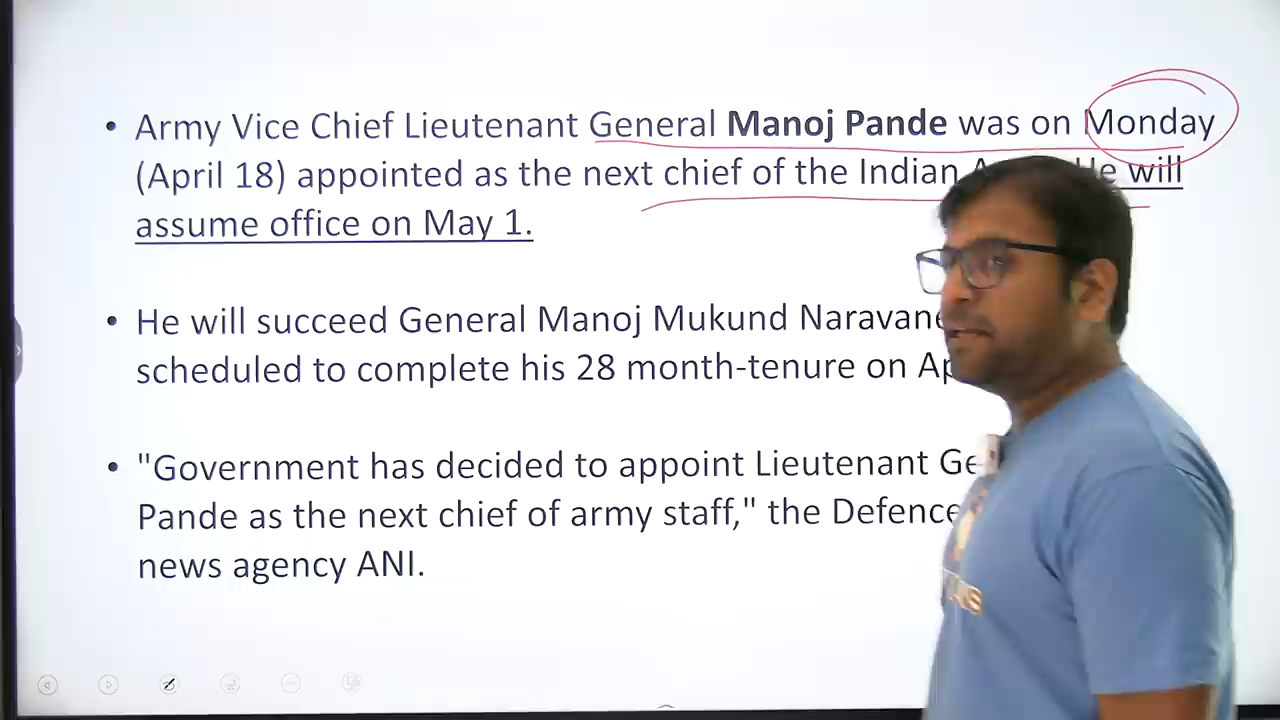 Army Vice Chief Lieutenant General Manoj Pande was on Monday
(April 18) appointed as the next chief of the Indian will
assume office on May 1.
He will succeed General Manoj Mukund
scheduled to complete his 28 month-tenure on
"Government has decided to appoint Lieutenant
Pande as the next chief of army staff," the Defence
news agency ANI.